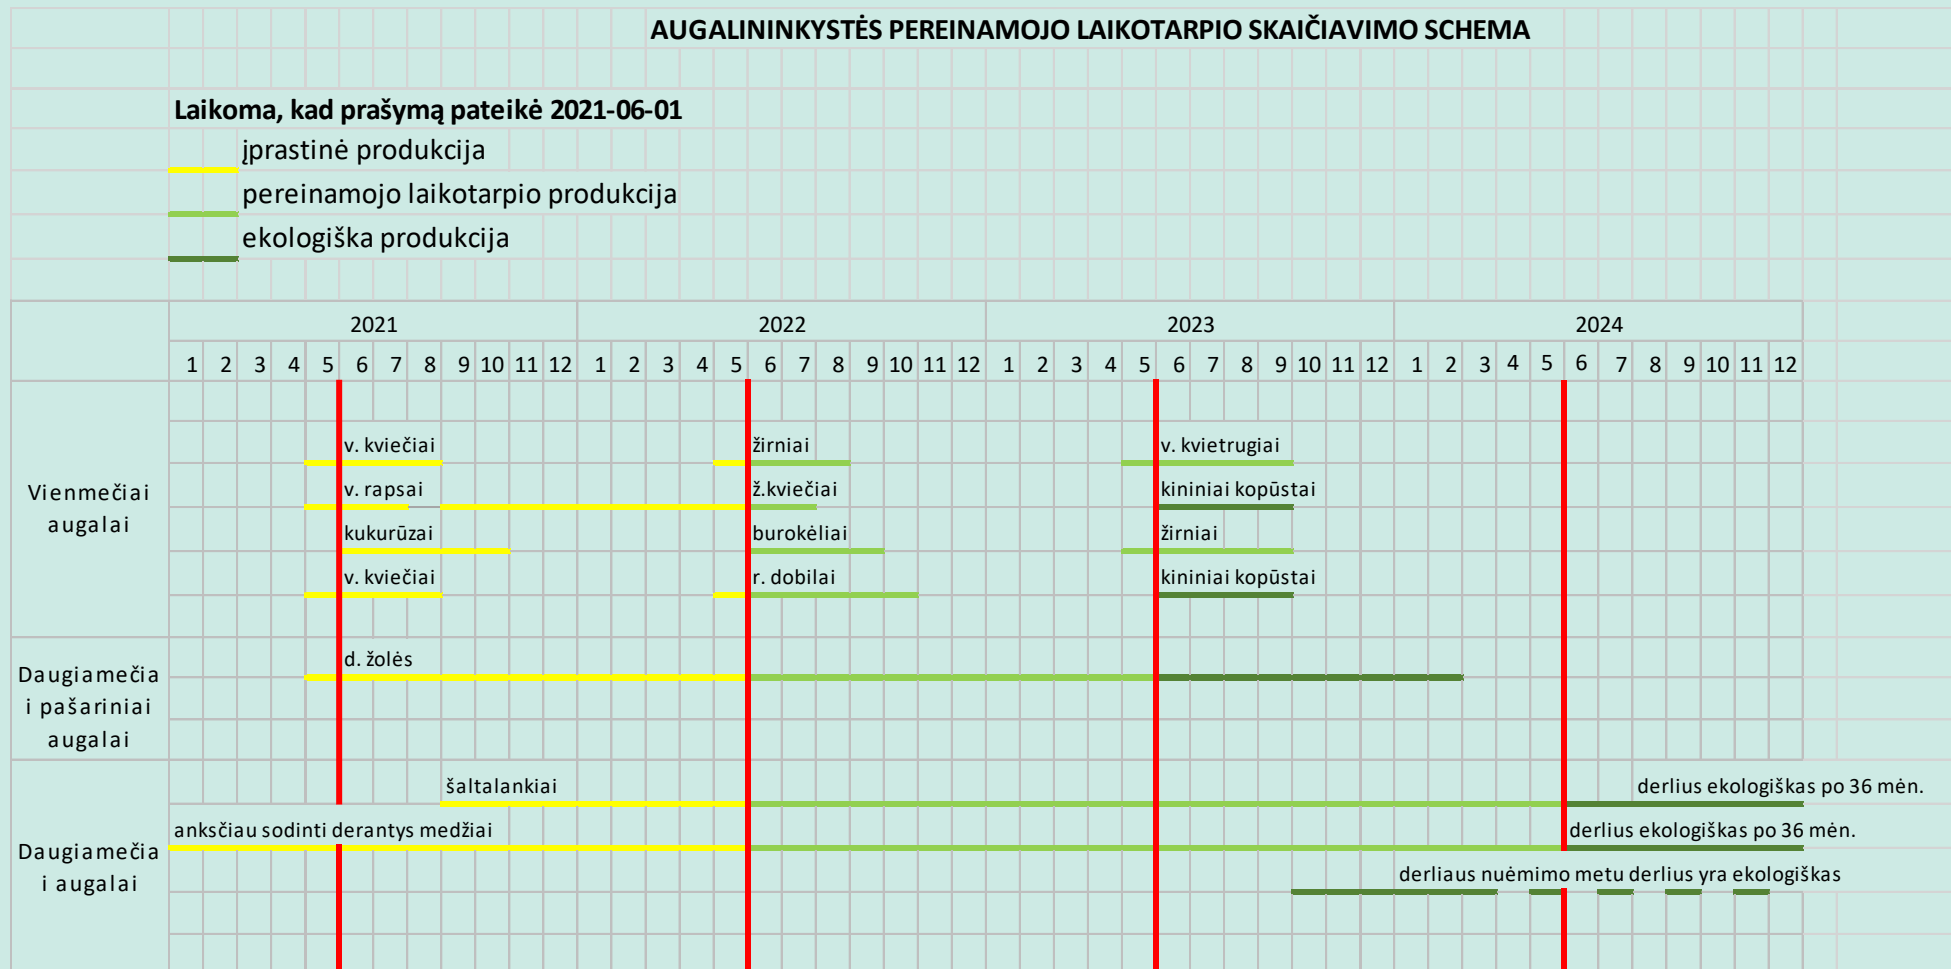 AUGALININKYSTĖS PEREINAMOJO LAIKOTARPIO SKAIČIAVIMO SCHEMA
Laikoma, kad prašymą pateikė 2021-06-01
įprastinė produkcija
pereinamojo laikotarpio produkcija
ekologiška produkcija
2021 2022 2023 2024
1 2 3 4 5 6 7 8 9 10 11 12 1 2 3 4 5 6 7 8 9 10 11 12 1 2 3 4 5 6 7 8 9 10 11 12 1 2 3 4 5 6 7 8 9 10 11 12
Vienmečiai
augalai
v. kviečiai žirniai v. kvietrugiai
v. rapsai ž.kviečiai kininiai kopūstai
kukurūzai burokėliai žirniai
v. kviečiai r. dobilai kininiai kopūstai
Daugiamečia
i pašariniai
augalai
d. žolės
Daugiamečia
i augalai
šaltalankiai derlius ekologiškas po 36 mėn.
anksčiau sodinti derantys medžiai derlius ekologiškas po 36 mėn.
derliaus nuėmimo metu derlius yra ekologiškas